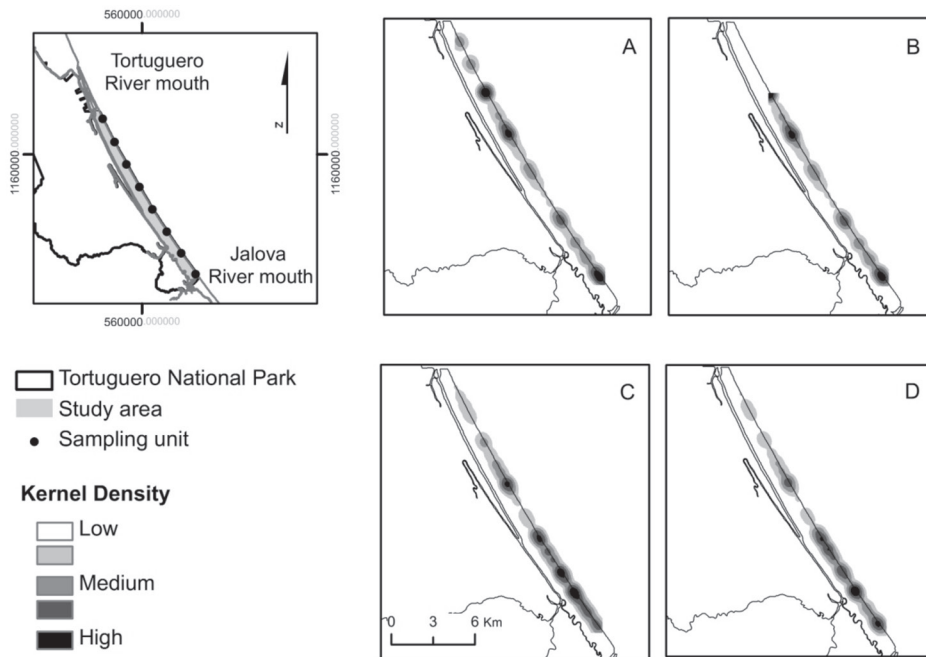 560000.000000
Tortuguero
River mouth
z
1160000.000000
1160000.000000
Jalova
River mouth
560000.000000
A
B
Tortuguero National Park
Study area
Sampling unit
Kernel Density
Low
Medium
High
C
0 3 6 Km
D